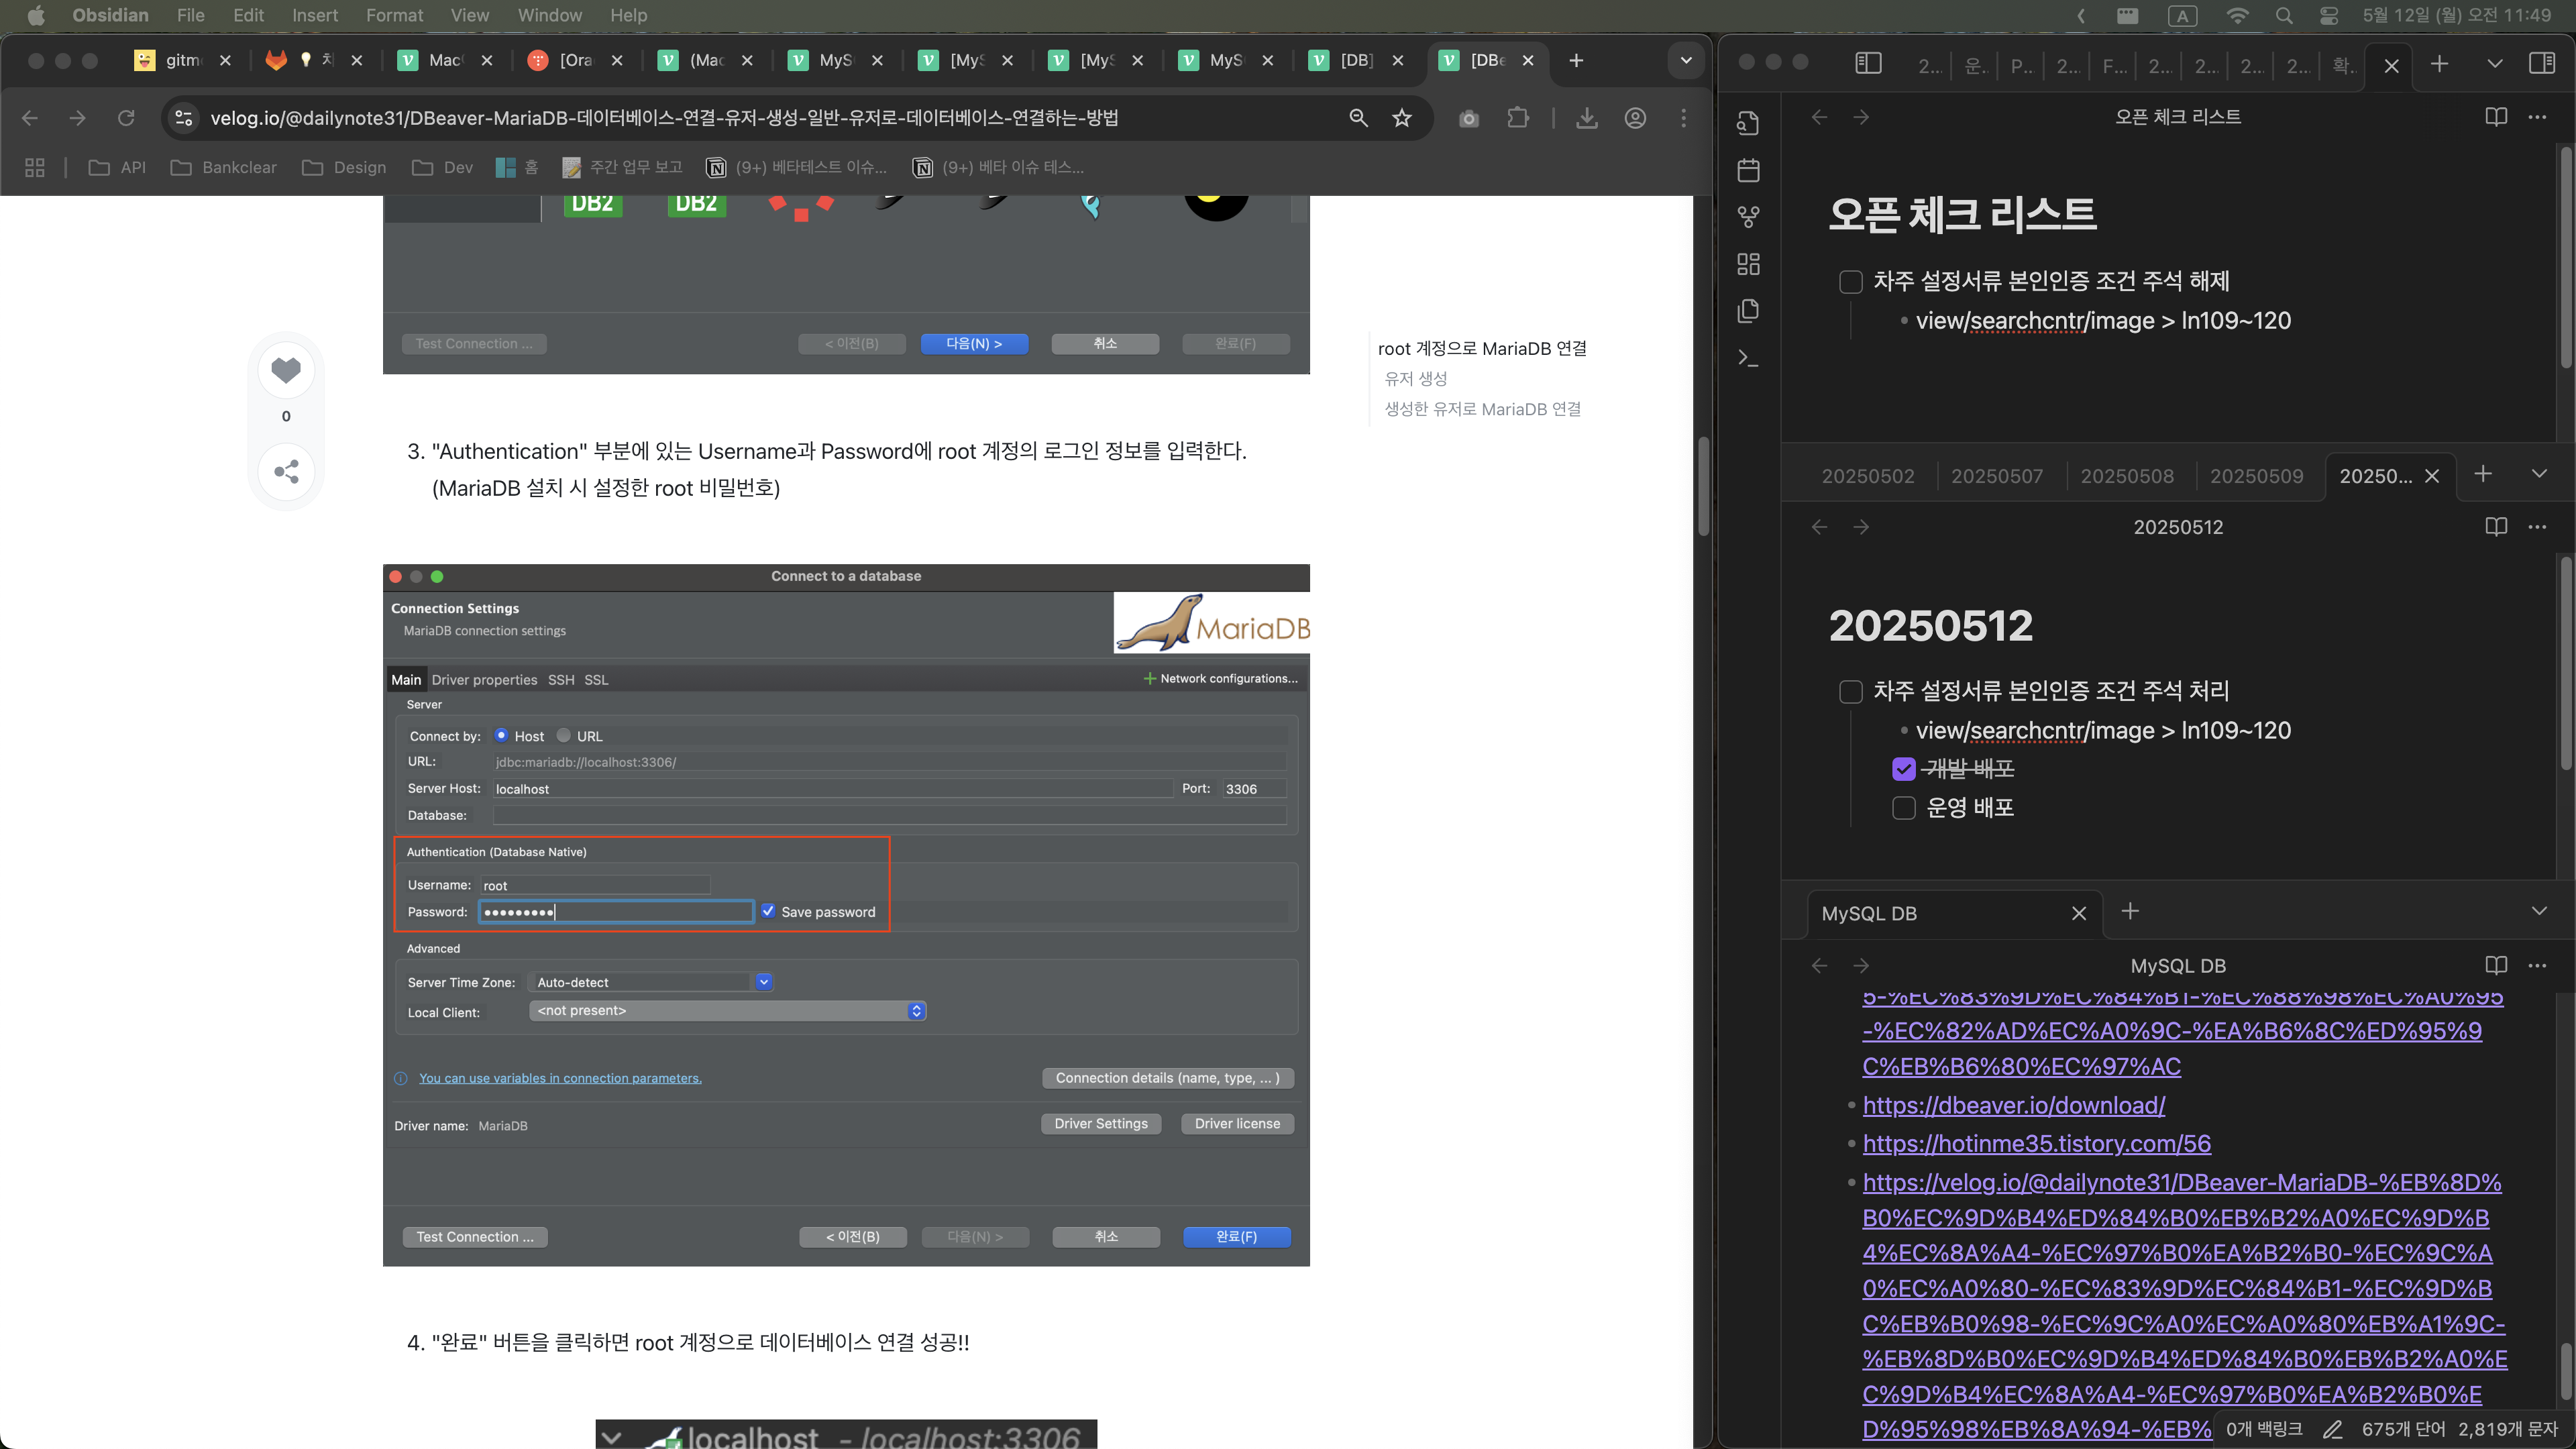 Obsidian File Edit Insert Format View Window Help
A 5월 12일 (월) 오전 11:49
gitm [Ora (Mac MyS [MyS [MyS MyS [DB] [DBe
velog.io/@dailynote31/DBeaver-MariaDB-데이터베이스-연결-유저-생성-일반-유저로-데이터베이스-연결하는-방법
API Bankclear Design Dev 홈 주간 업무 보고 (9+) 베타테스트 이슈... (9+) 베타 이슈 테스...
DB2 DB2
Test Connection ... < 이전(B) 다음(N) > 취소 완료(F)
0
root 계정으로 MariaDB 연결
유저 생성
생성한 유저로 MariaDB 연결
3. "Authentication" 부분에 있는 Username과 Password에 root 계정의 로그인 정보를 입력한다.
(MariaDB 설치 시 설정한 root 비밀번호)
Connect to a database
Connection Settings
MariaDB connection settings
MariaDB
Main Driver properties SSH SSL Network configurations...
Server
Connect by: Host URL
URL: jdbc:mariadb://localhost:3306/
Server Host: localhost Port: 3306
Database:
Authentication (Database Native)
Username: root
Password: ••••••••• Save password
Advanced
Server Time Zone: Auto-detect
Local Client: <not present>
You can use variables in connection parameters.
Connection details (name, type, ... )
Driver name: MariaDB Driver Settings Driver license
Test Connection ... < 이전(B) 다음(N) > 취소 완료(F)
4. "완료" 버튼을 클릭하면 root 계정으로 데이터베이스 연결 성공!!
localhost - localhost:3306
2... 운. P... 2... F... 2... 2... 2... 2... 확.
오픈 체크 리스트
오픈 체크 리스트
차주 설정서류 본인인증 조건 주석 해제
view/searchcntr/image > ln109~120
20250502 20250507 20250508 20250509 20250...
20250512
20250512
차주 설정서류 본인인증 조건 주석 처리
view/searchcntr/image > ln109~120
개발 배포
운영 배포
MySQL DB
MySQL DB
5-%EC%83%9D%EC%84%B1-%EC%88%98%EC%A0%95
-%EC%82%AD%EC%A0%9C-%EA%B6%8C%ED%95%9
C%EB%B6%80%EC%97%AC
https://dbeaver.io/download/
https://hotinme35.tistory.com/56
https://velog.io/@dailynote31/DBeaver-MariaDB-%EB%8D%
B0%EC%9D%B4%ED%84%B0%EB%B2%A0%EC%9D%B
4%EC%8A%A4-%EC%97%B0%EA%B2%B0-%EC%9C%A
0%EC%A0%80-%EC%83%9D%EC%84%B1-%EC%9D%B
C%EB%B0%98-%EC%9C%A0%EC%A0%80%EB%A1%9C-
%EB%8D%B0%EC%9D%B4%ED%84%B0%EB%B2%A0%E
C%9D%B4%EC%8A%A4-%EC%97%B0%EA%B2%B0%E
D%95%98%EB%8A%94-%EB%
0개 백링크 675개 단어 2,819개 문자